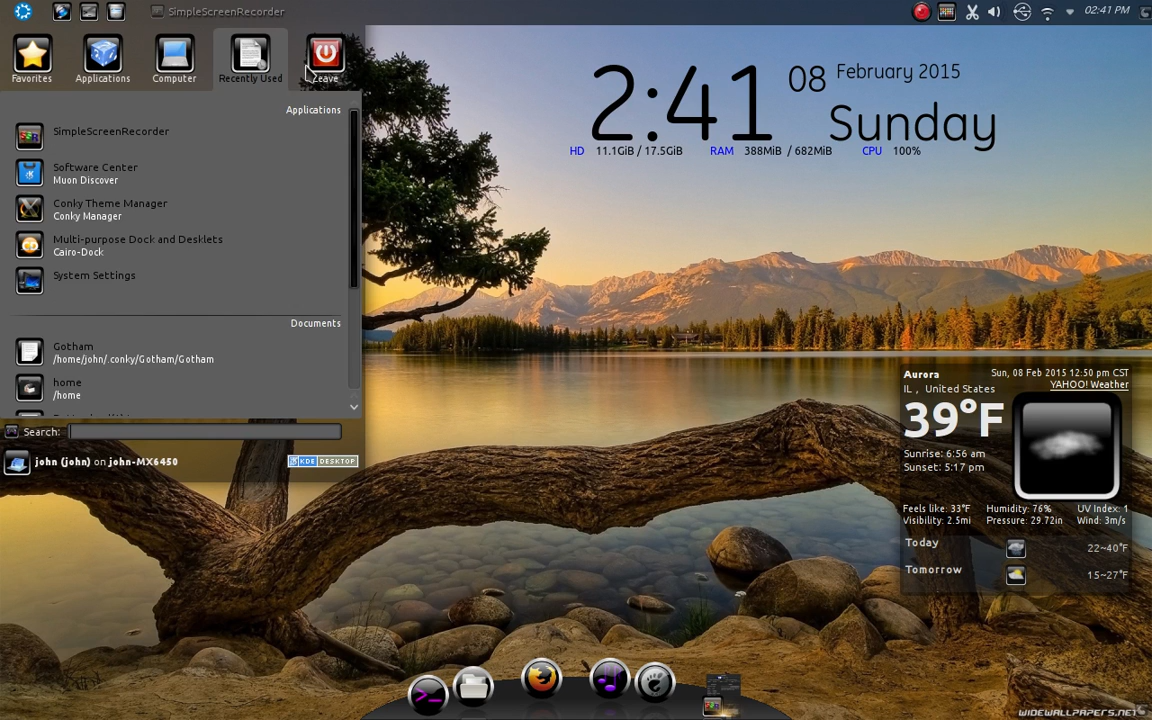 SimpleScreenRecorder
02:41 PM
Favorites
Applications
Computer
Recently Used
Leave
Applications
SimpleScreenRecorder
Software Center
Muon Discover
Conky Theme Manager
Conky Manager
Multi-purpose Dock and Desklets
Cairo-Dock
System Settings
Documents
Gotham
/home/john/.conky/Gotham/Gotham
home
/home
Search:
john (john) on john-MX6450
KDE DESKTOP
2:41 08 February 2015
Sunday
HD 11.1GiB / 17.5GiB RAM 388MiB / 682MiB CPU 100%
Aurora
Sun, 08 Feb 2015 12:50 pm CST
IL , United States
YAHOO! Weather
39°F
Sunrise: 6:56 am
Sunset: 5:17 pm
Feels like: 33°F Humidity: 76% UV Index: 1
Visibility: 2.5mi Pressure: 29.72in Wind: 3m/s
Today 22~40°F
Tomorrow 15~27°F
>_
WIDEWALLPAPERS.NET